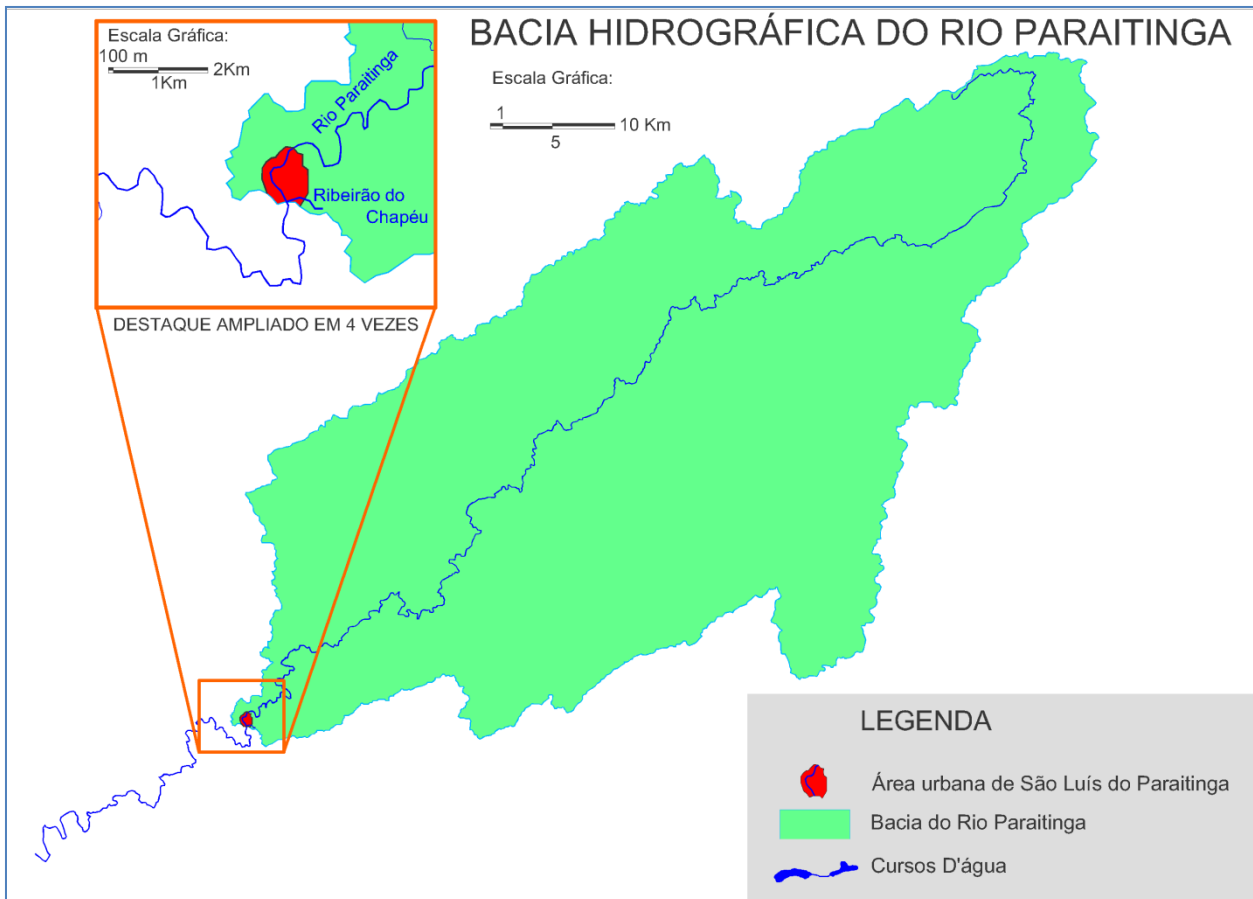 BACIA HIDROGRÁFICA DO RIO PARAITINGA
Escala Gráfica:
100 m
2Km
1Km
Rio Paraitinga
Ribeirão do
Chapéu
DESTAQUE AMPLIADO EM 4 VEZES
Escala Gráfica:
1
10 Km
5
LEGENDA
Área urbana de São Luís do Paraitinga
Bacia do Rio Paraitinga
Cursos D'água